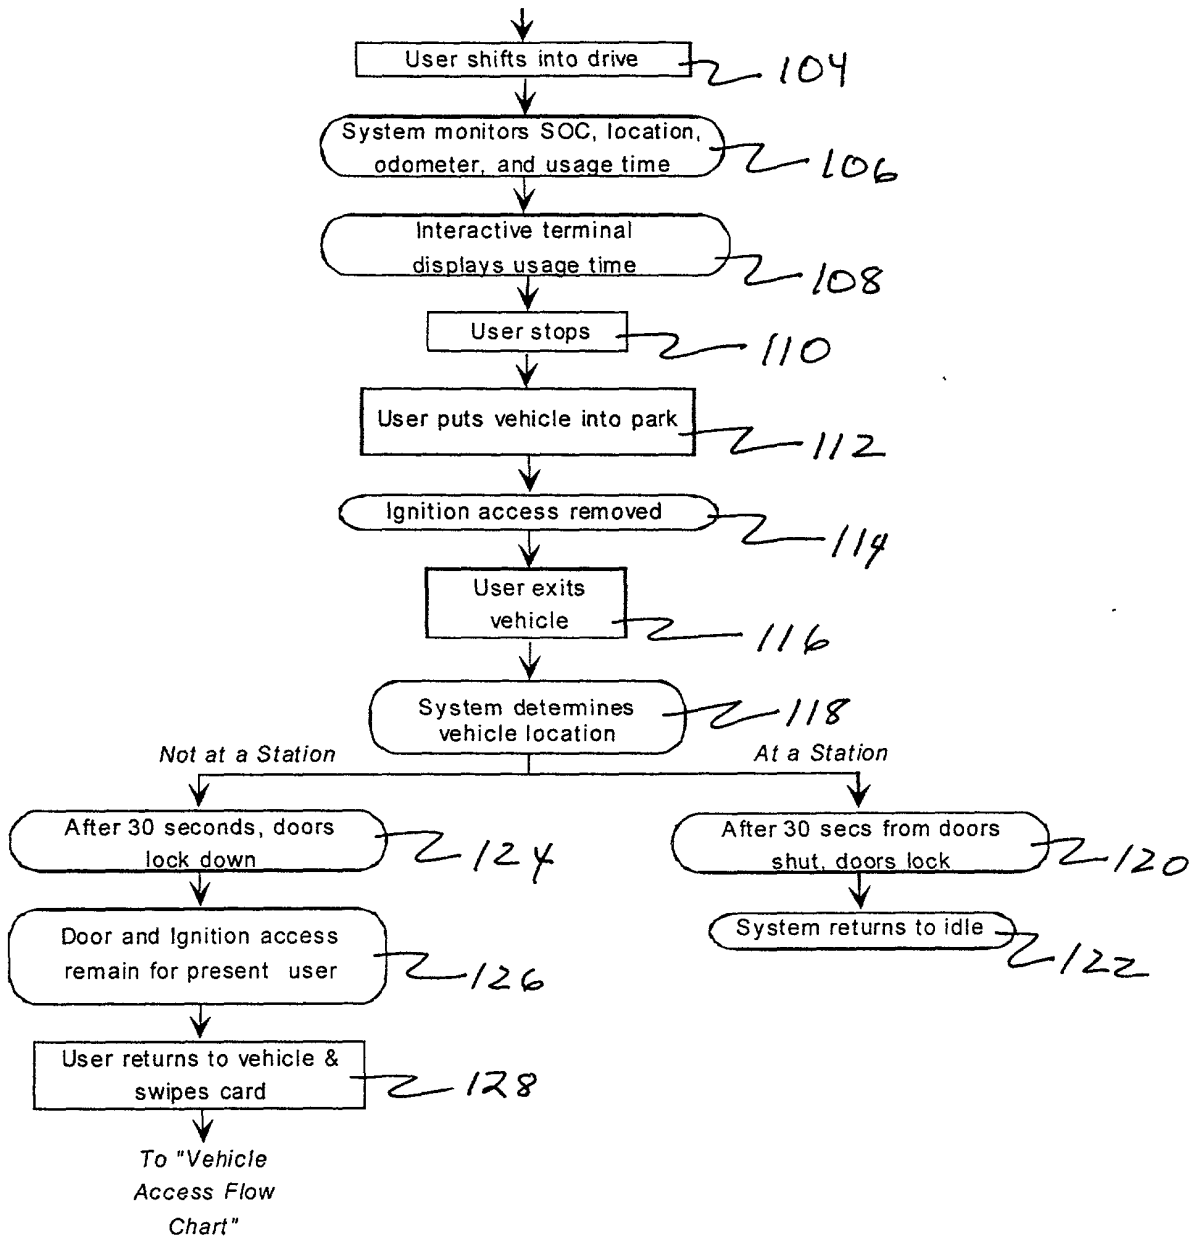 User shifts into drive
104
System monitors SOC, location,
odometer, and usage time
106
Interactive terminal
displays usage time
108
User stops
110
User puts vehicle into park
112
Ignition access removed
114
User exits
vehicle
116
System determines
vehicle location
118
Not at a Station
At a Station
After 30 seconds, doors
lock down
124
After 30 secs from doors
shut, doors lock
120
Door and Ignition access
remain for present user
126
System returns to idle
122
User returns to vehicle &
swipes card
128
To "Vehicle
Access Flow
Chart"